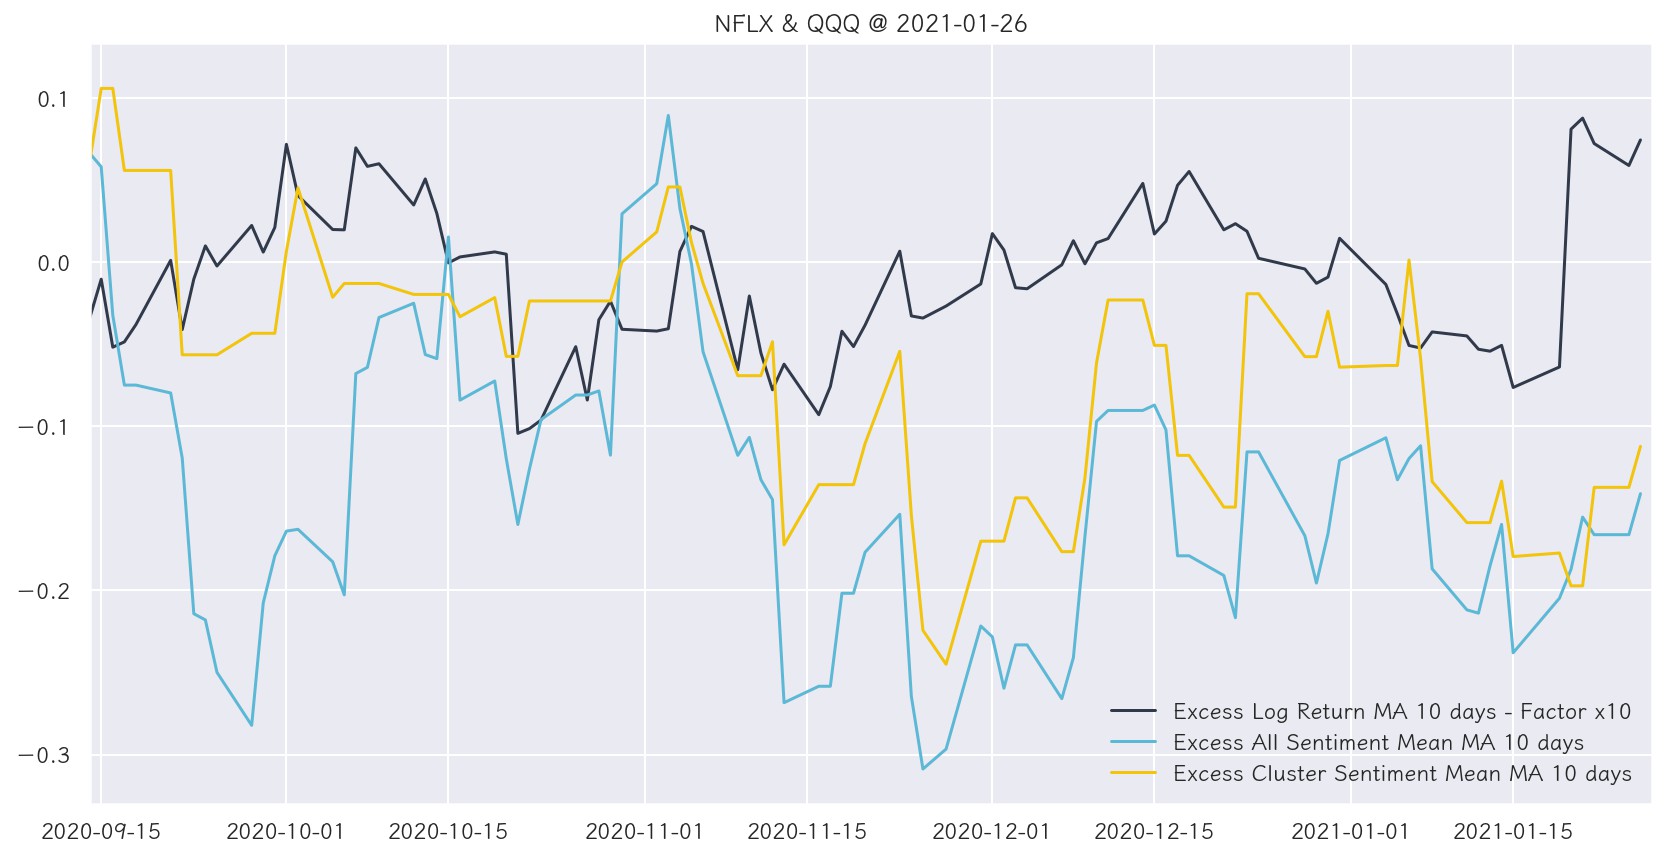 NFLX & QQQ @ 2021-01-26
0.1
0.0
−0.1
−0.2
−0.3
Excess Log Return MA 10 days - Factor x10
Excess All Sentiment Mean MA 10 days
Excess Cluster Sentiment Mean MA 10 days
2020-09-15 2020-10-01 2020-10-15 2020-11-01 2020-11-15 2020-12-01 2020-12-15 2021-01-01 2021-01-15